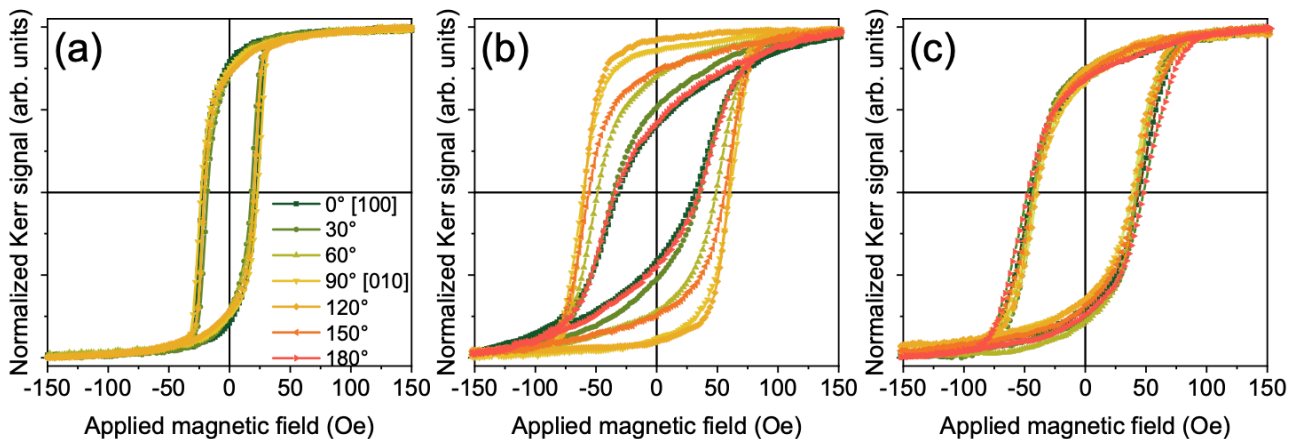 (a)
(b)
(c)
Normalized Kerr signal (arb. units)
Normalized Kerr signal (arb. units)
Normalized Kerr signal (arb. units)
0° [100]
30°
60°
90° [010]
120°
150°
180°
-150 -100 -50 0 50 100 150
-150 -100 -50 0 50 100 150
-150 -100 -50 0 50 100 150
Applied magnetic field (Oe)
Applied magnetic field (Oe)
Applied magnetic field (Oe)